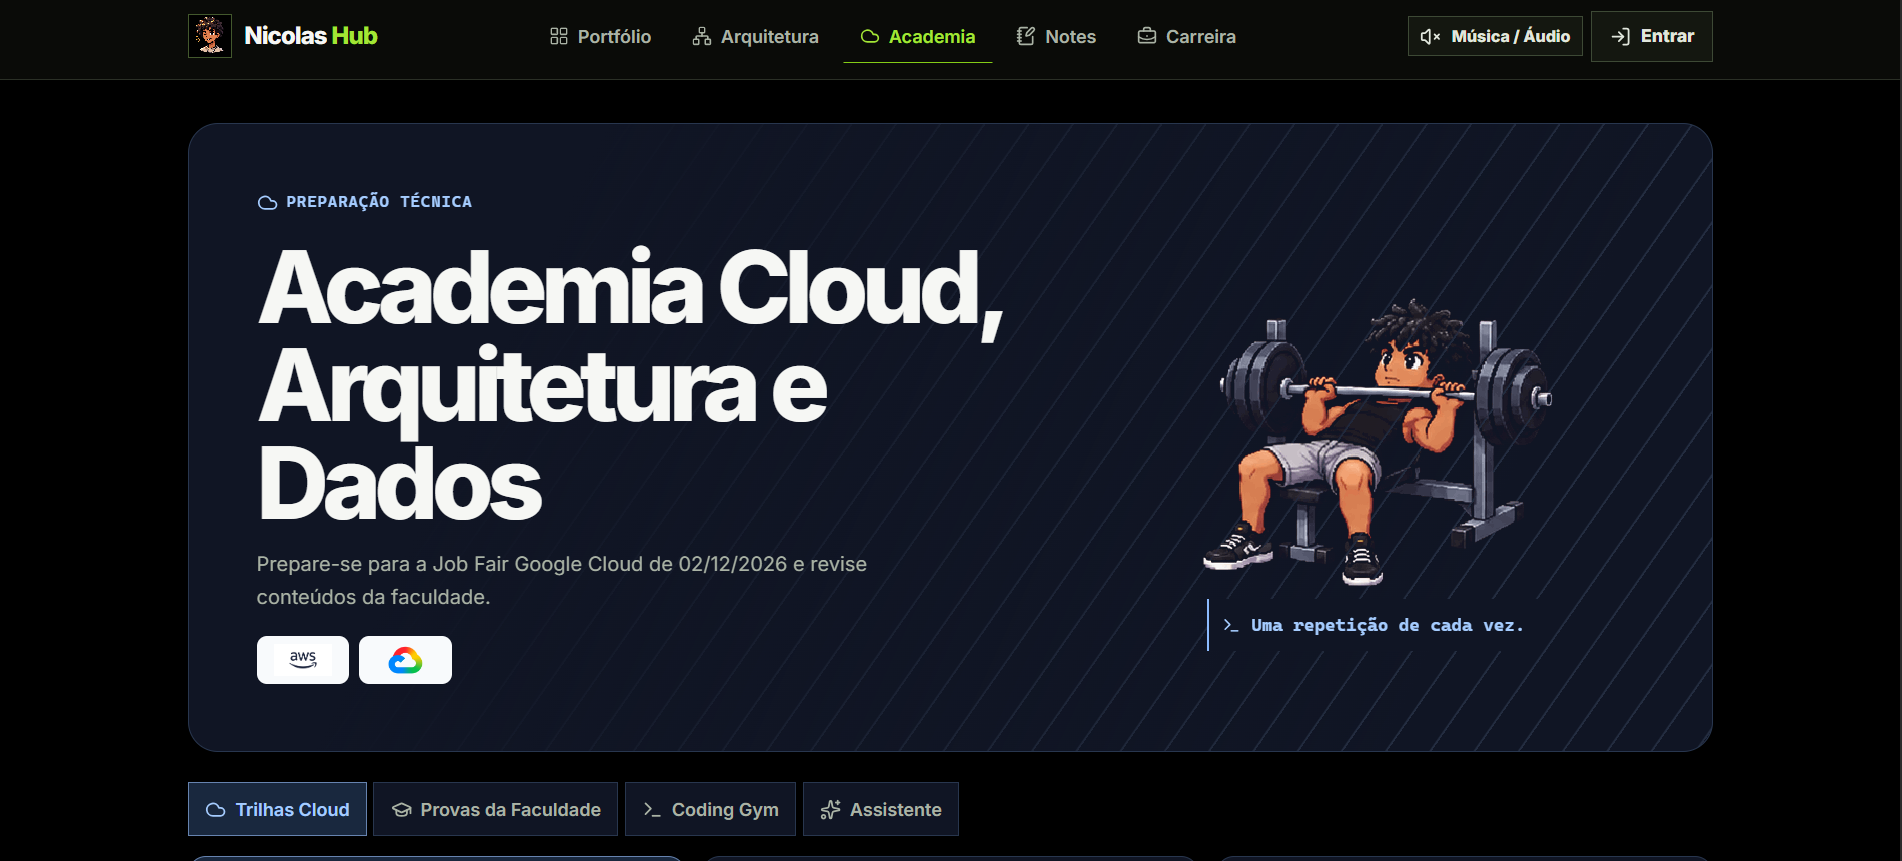 Nicolas Hub
Portfólio
Arquitetura
Academia
Notes
Carreira
Música / Áudio
Entrar
PREPARAÇÃO TÉCNICA
Academia Cloud,
Arquitetura e
Dados
Prepare-se para a Job Fair Google Cloud de 02/12/2026 e revise
conteúdos da faculdade.
aws
>_ Uma repetição de cada vez.
Trilhas Cloud
Provas da Faculdade
Coding Gym
Assistente